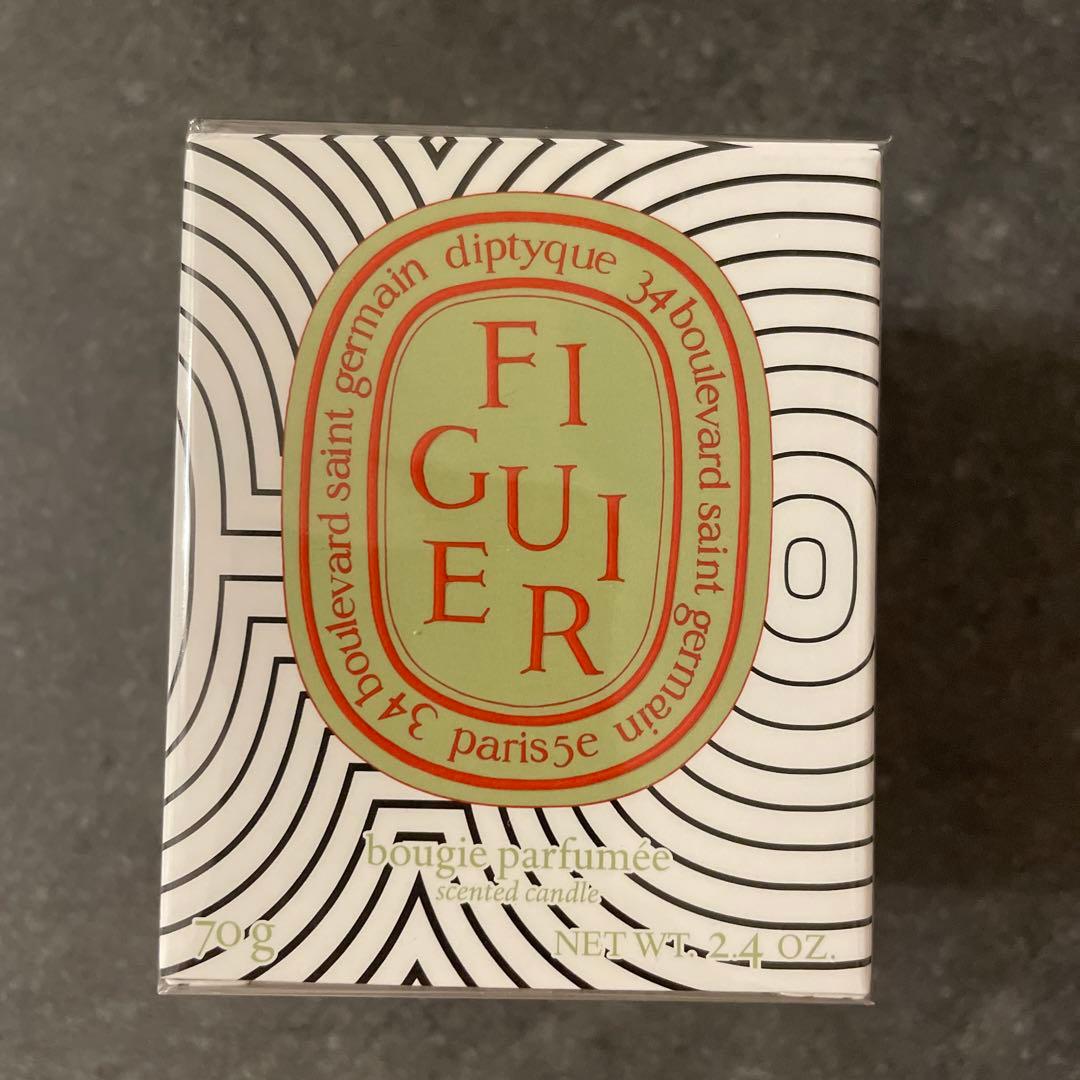 diptyque 34 boulevard saint germain
paris5e
34 boulevard saint germain
FI
GUI
ER
bougie parfumée
scented candle
70 g
NET WT. 2.4 OZ.